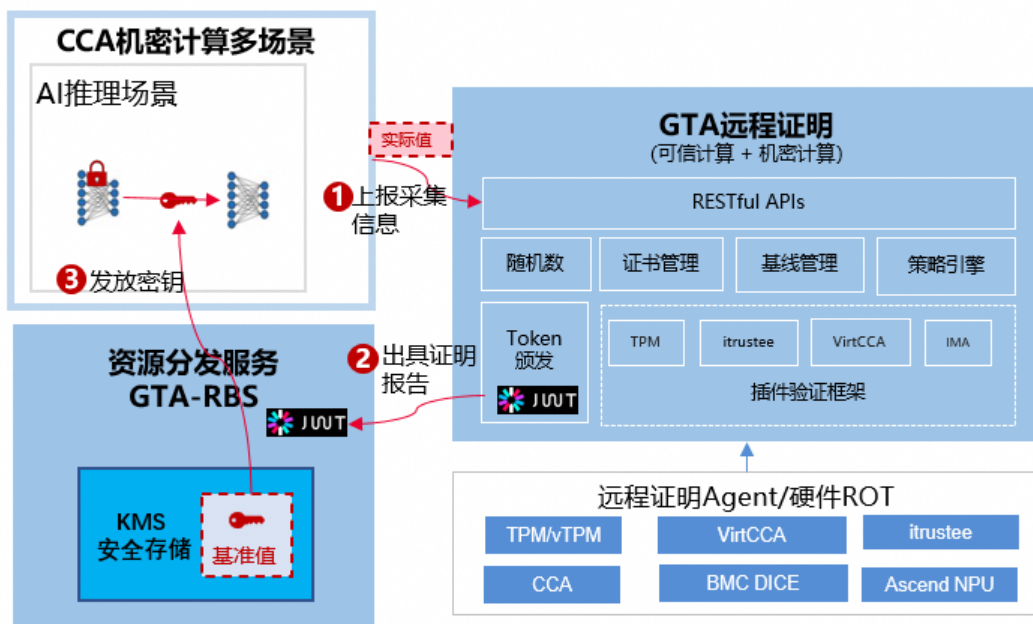 CCA机密计算多场景
AI推理场景
实际值
1 上报采集
信息
3 发放密钥
GTA远程证明
(可信计算 + 机密计算)
RESTful APIs
随机数
证书管理
基线管理
策略引擎
Token
颁发
JWT
TPM
itrustee
VirtCCA
IMA
插件验证框架
2 出具证明
报告
资源分发服务
GTA-RBS
JWT
KMS
安全存储
基准值
远程证明Agent/硬件ROT
TPM/vTPM
VirtCCA
itrustee
CCA
BMC DICE
Ascend NPU